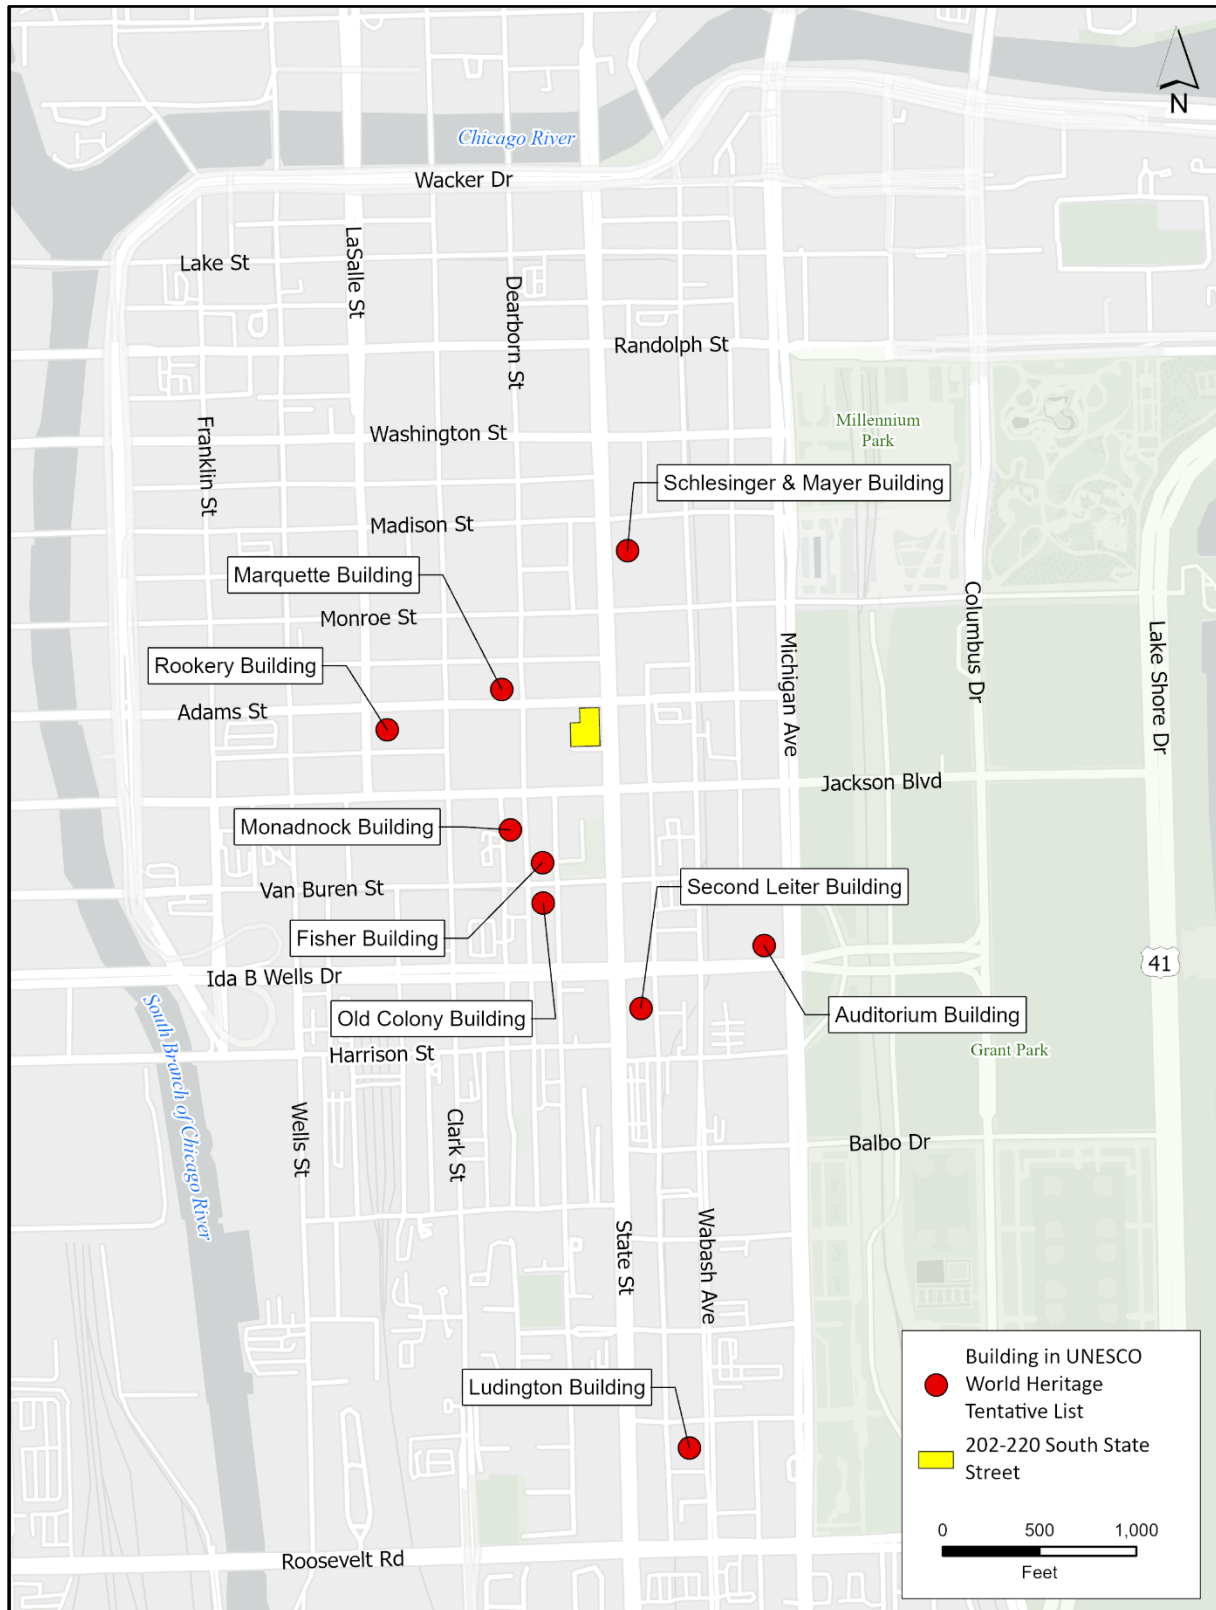 N
Chicago River
Wacker Dr
LaSalle St
Lake St
Dearborn St
Randolph St
Franklin St
Washington St
Millennium
Park
Schlesinger & Mayer Building
Madison St
Marquette Building
Columbus Dr
Monroe St
Lake Shore Dr
Michigan Ave
Rookery Building
Adams St
Jackson Blvd
Monadnock Building
Van Buren St
Second Leiter Building
Fisher Building
41
Ida B Wells Dr
Old Colony Building
Auditorium Building
Harrison St
Grant Park
South Branch of Chicago River
Wells St
Clark St
Balbo Dr
State St
Wabash Ave
Ludington Building
Building in UNESCO
World Heritage
Tentative List
202-220 South State
Street
0 500 1,000
Feet
Roosevelt Rd